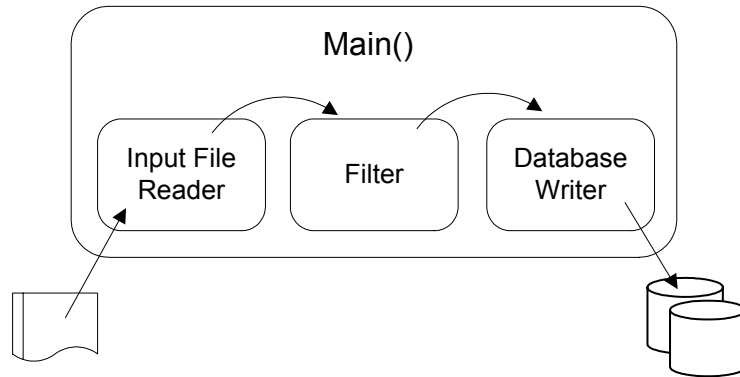 Main()
Input File
Reader
Filter
Database
Writer